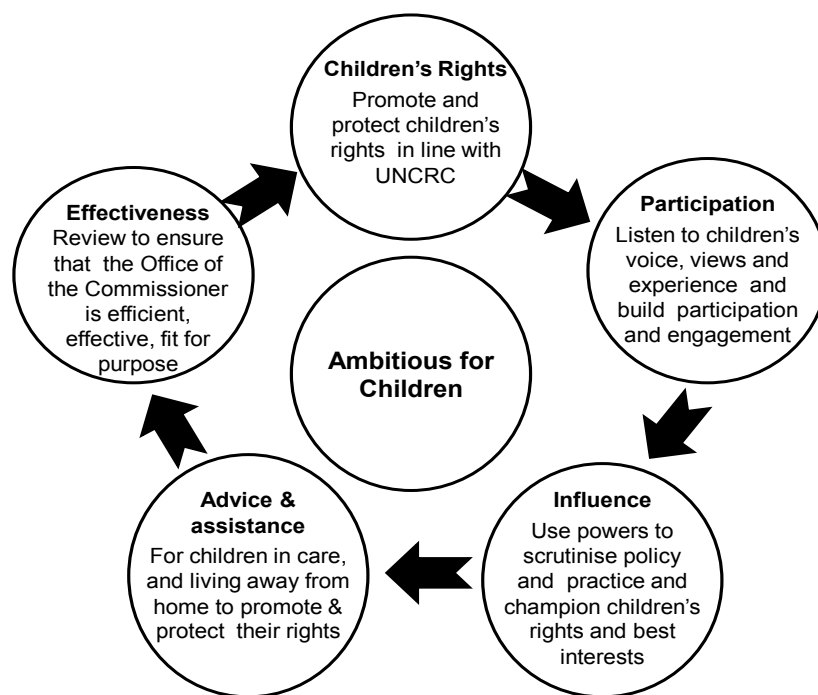 Children's Rights
Promote and
protect children's
rights in line with
UNCRC
Participation
Listen to children's
voice, views and
experience and
build participation
and engagement
Influence
Use powers to
scrutinise policy
and practice and
champion children's
rights and best
interests
Advice &
assistance
For children in care,
and living away from
home to promote &
protect their rights
Effectiveness
Review to ensure
that the Office of
the Commissioner
is efficient,
effective, fit for
purpose
Ambitious for
Children